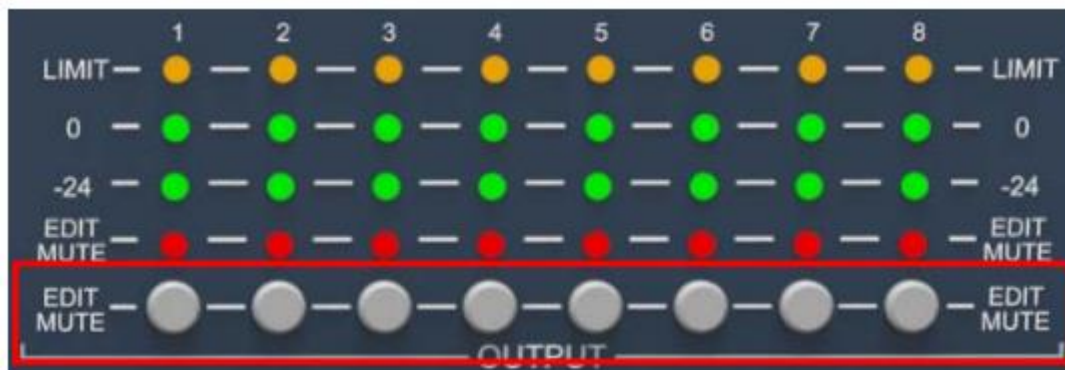 1 2 3 4 5 6 7 8
LIMIT LIMIT
0 0
-24 -24
EDIT MUTE EDIT MUTE
EDIT MUTE EDIT MUTE
OUTPUT